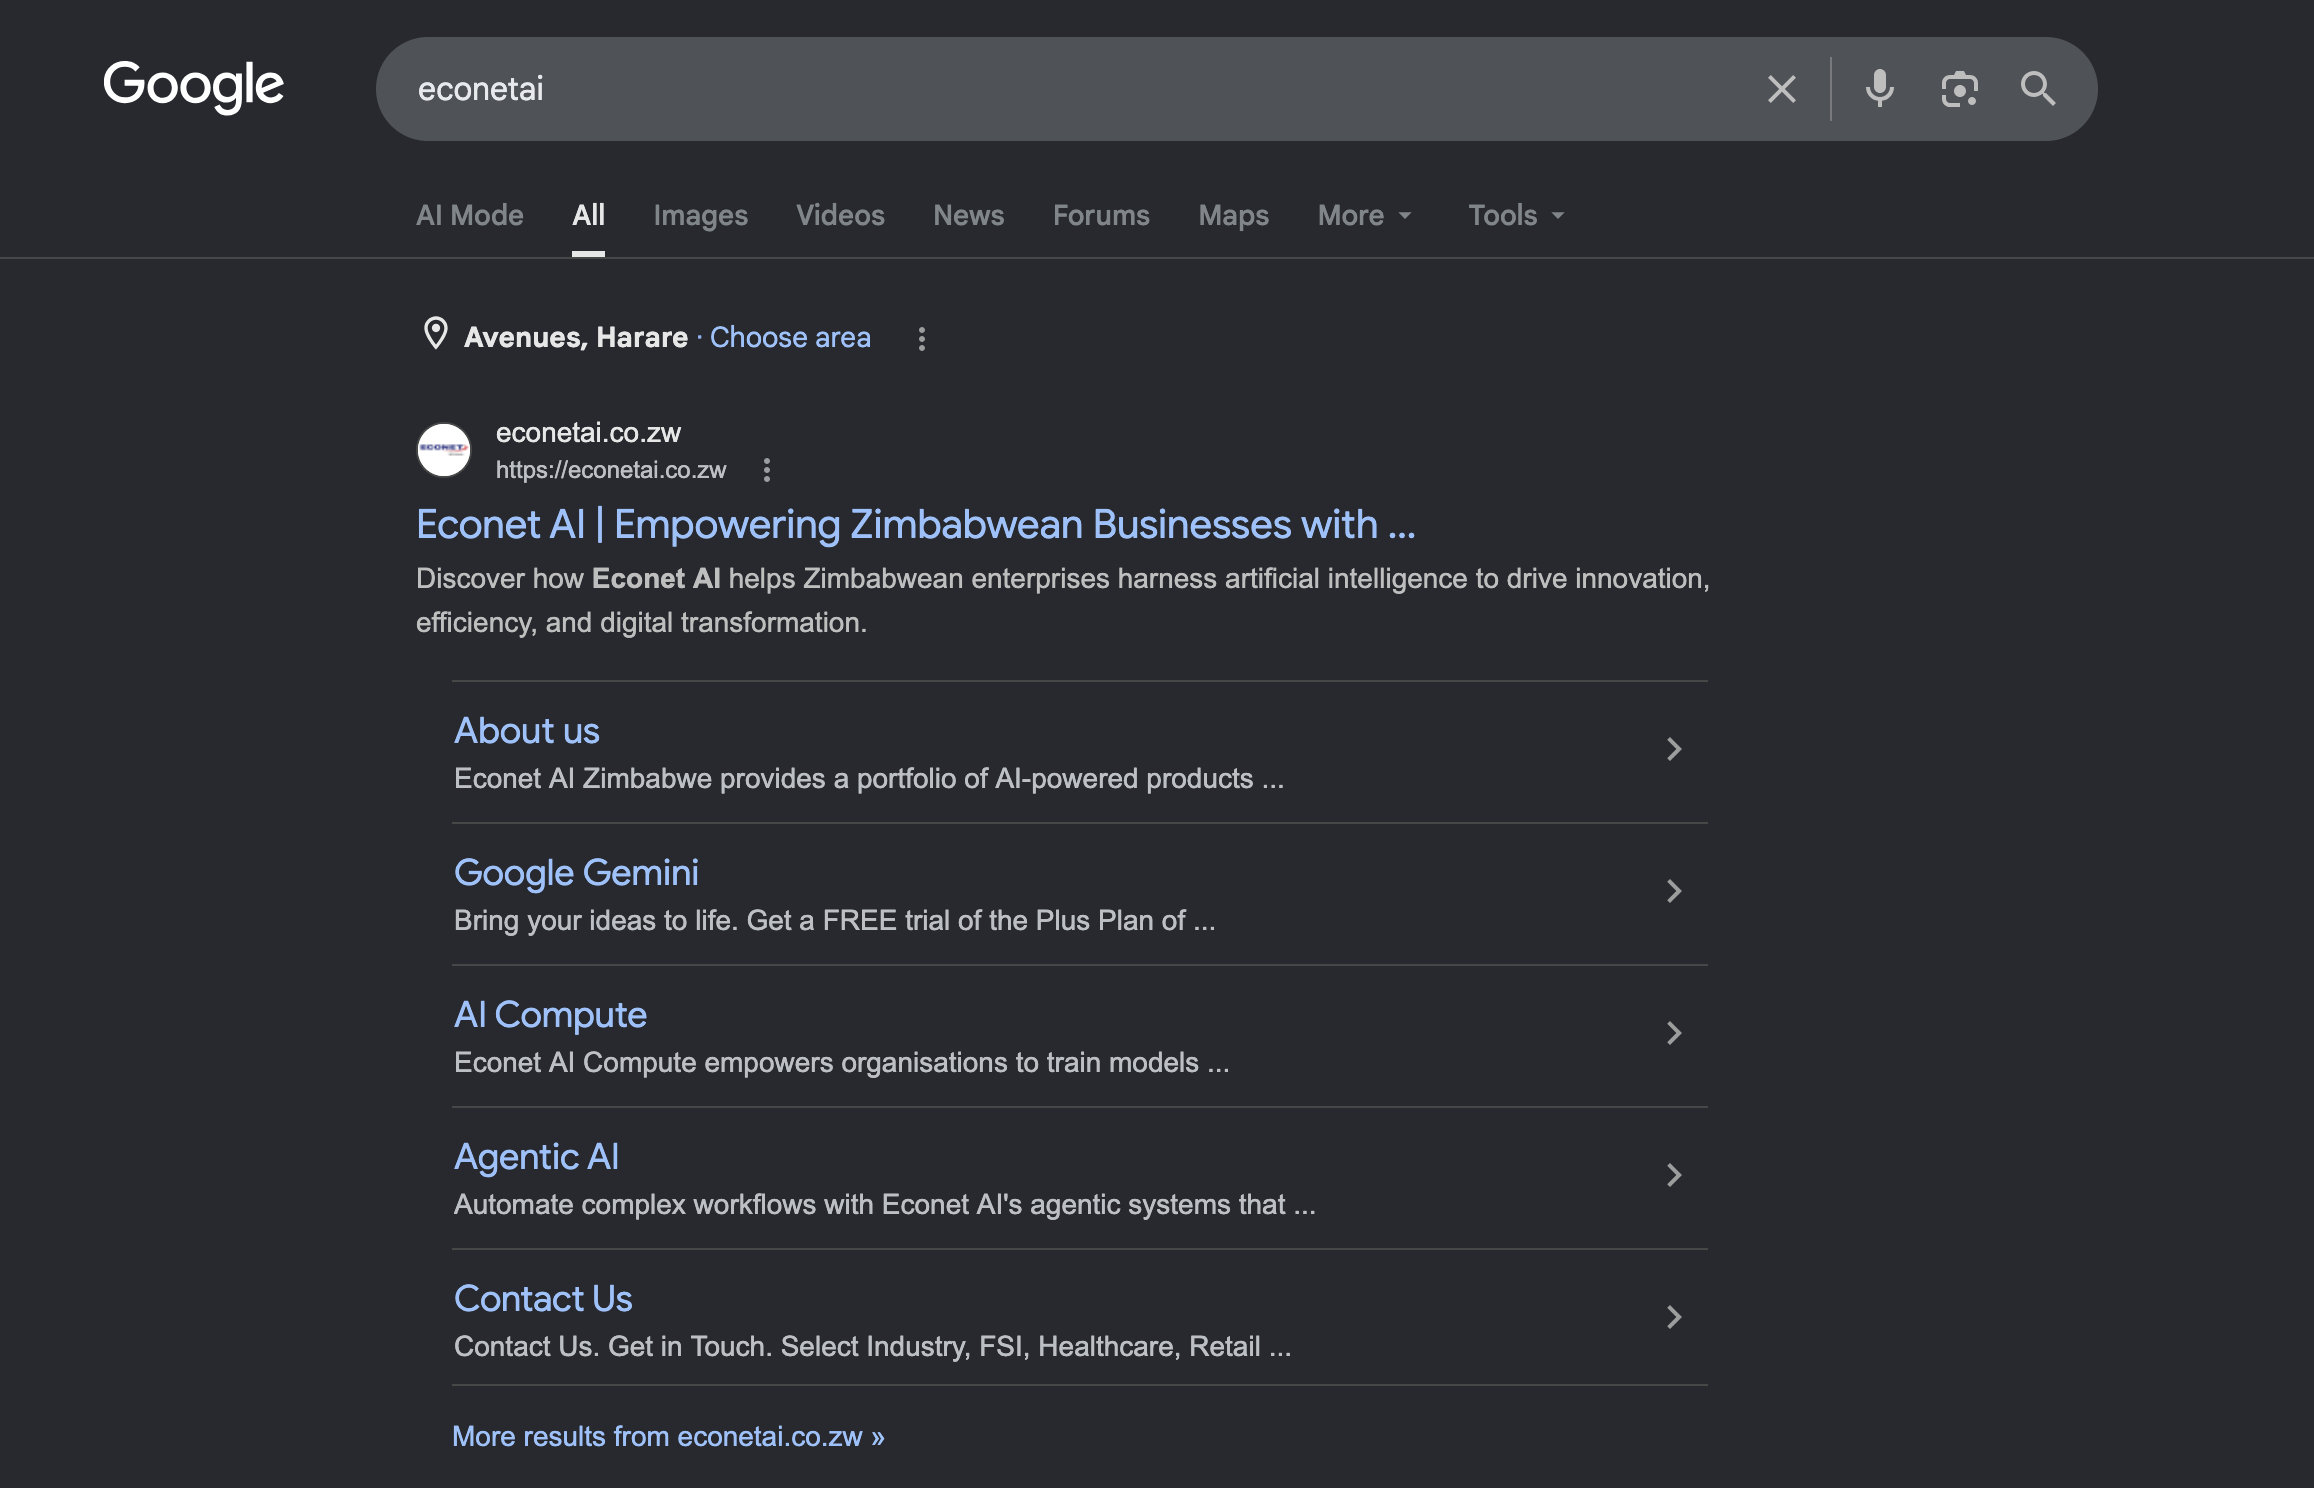 Google
econetai
AI Mode All Images Videos News Forums Maps More Tools
Avenues, Harare · Choose area
ECONET
econetai.co.zw
https://econetai.co.zw
Econet AI | Empowering Zimbabwean Businesses with ...
Discover how Econet AI helps Zimbabwean enterprises harness artificial intelligence to drive innovation,
efficiency, and digital transformation.
About us
Econet AI Zimbabwe provides a portfolio of AI-powered products ...
Google Gemini
Bring your ideas to life. Get a FREE trial of the Plus Plan of ...
AI Compute
Econet AI Compute empowers organisations to train models ...
Agentic AI
Automate complex workflows with Econet AI's agentic systems that ...
Contact Us
Contact Us. Get in Touch. Select Industry, FSI, Healthcare, Retail ...
More results from econetai.co.zw »